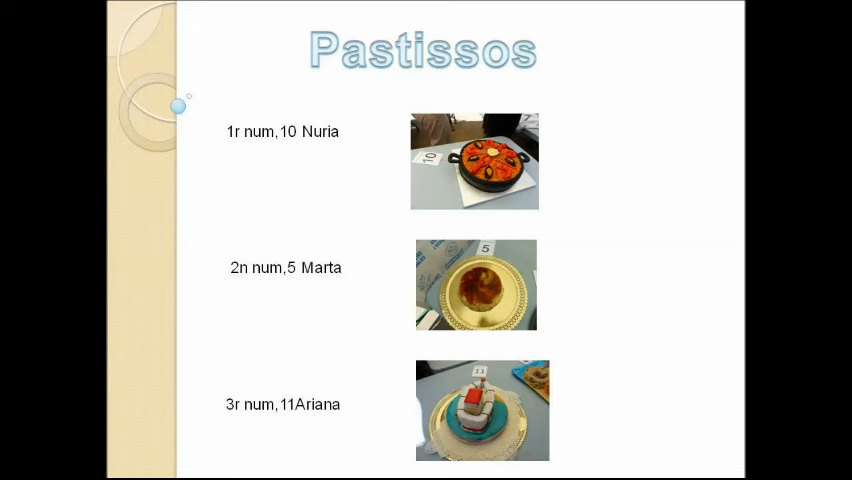 Pastissos
1r num,10 Nuria
10
2n num,5 Marta
5
3r num,11Ariana
11